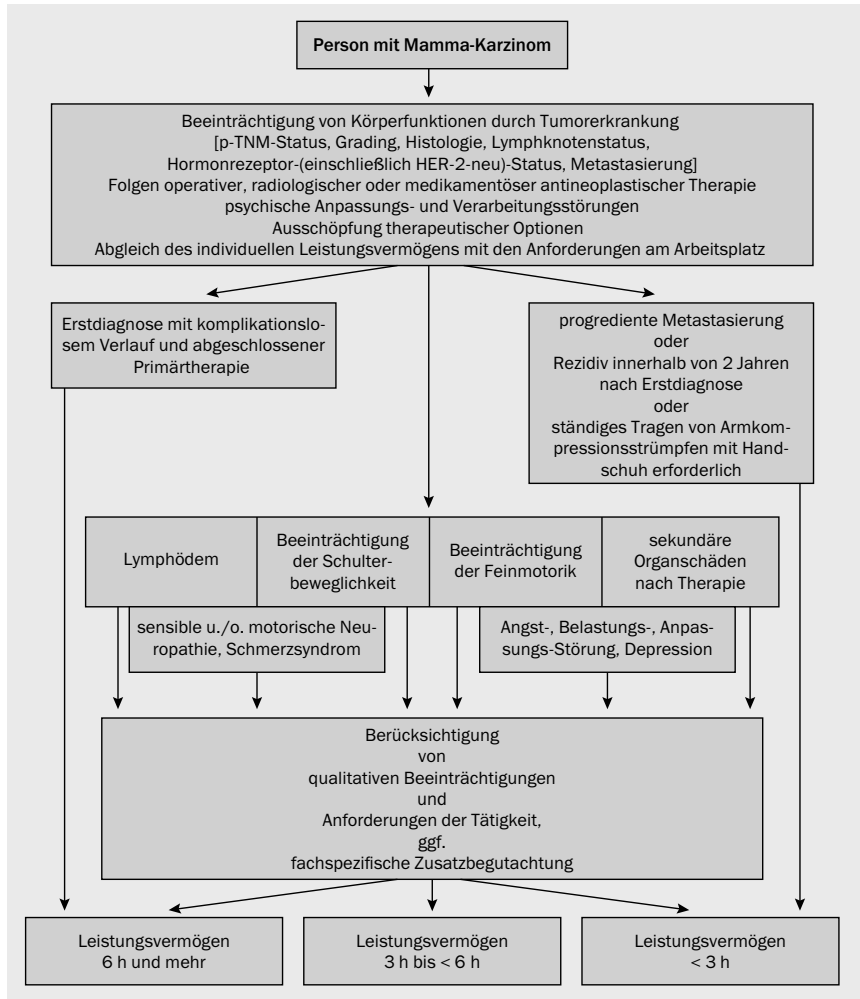 Person mit Mamma-Karzinom
Beeinträchtigung von Körperfunktionen durch Tumorerkrankung
[p-TNM-Status, Grading, Histologie, Lymphknotenstatus,
Hormonrezeptor-(einschließlich HER-2-neu)-Status, Metastasierung]
Folgen operativer, radiologischer oder medikamentöser antineoplastischer Therapie
psychische Anpassungs- und Verarbeitungsstörungen
Ausschöpfung therapeutischer Optionen
Abgleich des individuellen Leistungsvermögens mit den Anforderungen am Arbeitsplatz
Erstdiagnose mit komplikationslo-
sem Verlauf und abgeschlossener
Primärtherapie
progrediente Metastasierung
oder
Rezidiv innerhalb von 2 Jahren
nach Erstdiagnose
oder
ständiges Tragen von Armkom-
pressionsstrümpfen mit Hand-
schuh erforderlich
Lymphödem
Beeinträchtigung
der Schulter-
beweglichkeit
Beeinträchtigung
der Feinmotorik
sekundäre
Organschäden
nach Therapie
sensible u./o. motorische Neu-
ropathie, Schmerzsyndrom
Angst-, Belastungs-, Anpas-
sungs-Störung, Depression
Berücksichtigung
von
qualitativen Beeinträchtigungen
und
Anforderungen der Tätigkeit,
ggf.
fachspezifische Zusatzbegutachtung
Leistungsvermögen
6 h und mehr
Leistungsvermögen
3 h bis < 6 h
Leistungsvermögen
< 3 h